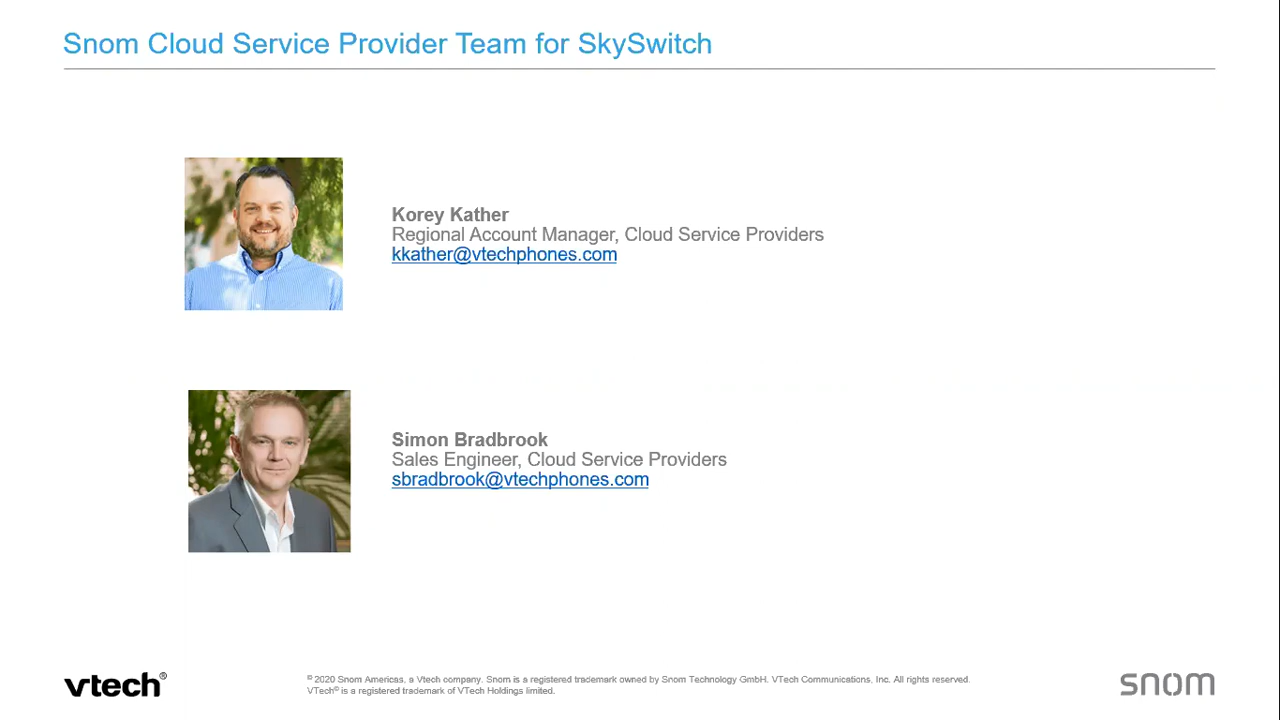 Snom Cloud Service Provider Team for SkySwitch
Korey Kather
Regional Account Manager, Cloud Service Providers
kkather@vtechphones.com
Simon Bradbrook
Sales Engineer, Cloud Service Providers
sbradbrook@vtechphones.com
vtech®
© 2020 Snom Americas, a Vtech company. Snom is a registered trademark owned by Snom Technology GmbH. VTech Communications, Inc. All rights reserved.
VTech® is a registered trademark of VTech Holdings limited.
snom